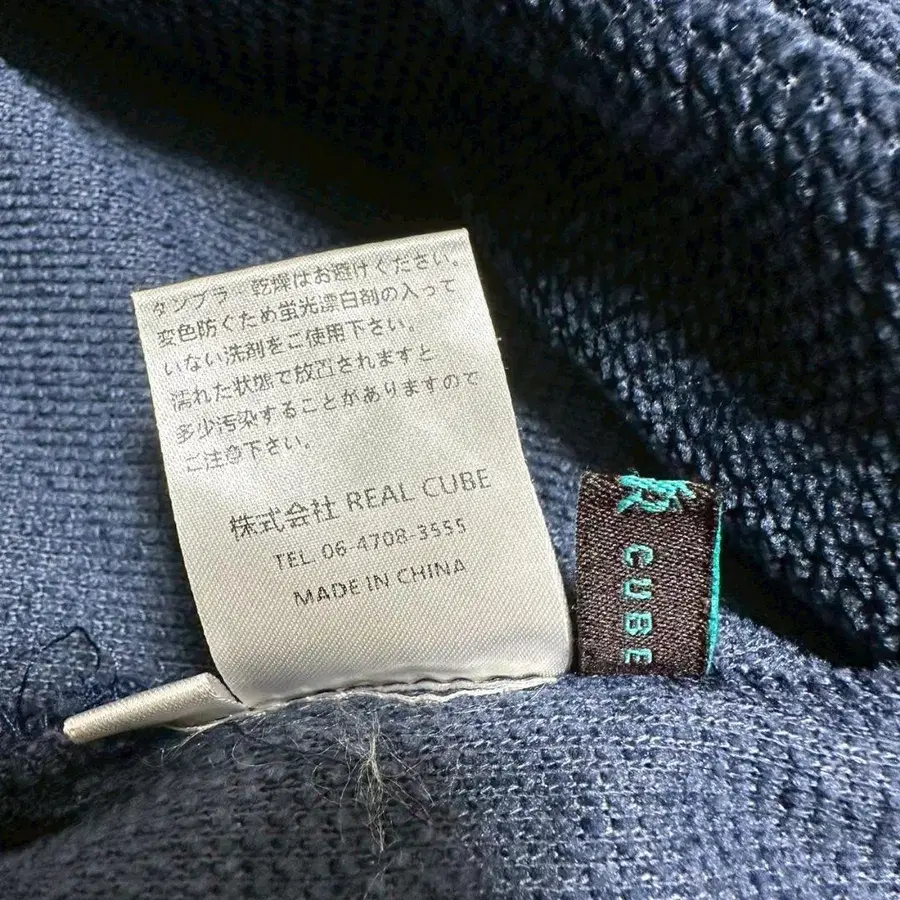 タンブラー乾燥はお避けください。
変色防ぐため蛍光漂白剤の入って
いない洗剤をご使用下さい。
濡れた状態で放置されますと
多少汚染することがありますので
ご注意下さい。
株式会社 REAL CUBE
TEL. 06-4708-3555
MADE IN CHINA
CUBE